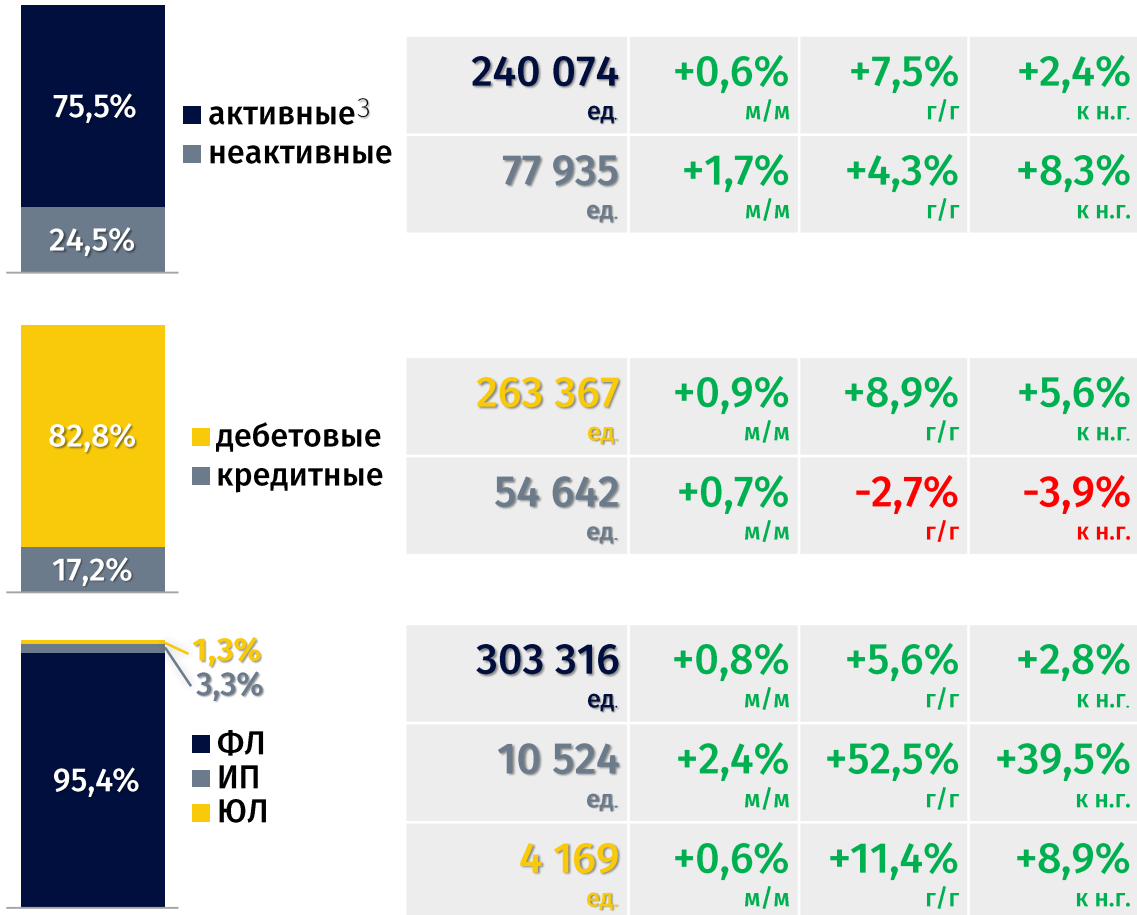 75,5%
24,5%
активные3
неактивные
240 074 +0,6% +7,5% +2,4%
ед. м/м г/г к н.г.
77 935 +1,7% +4,3% +8,3%
ед. м/м г/г к н.г.
82,8%
17,2%
дебетовые
кредитные
263 367 +0,9% +8,9% +5,6%
ед. м/м г/г к н.г.
54 642 +0,7% -2,7% -3,9%
ед. м/м г/г к н.г.
1,3%
3,3%
95,4%
ФЛ
ИП
ЮЛ
303 316 +0,8% +5,6% +2,8%
ед. м/м г/г к н.г.
10 524 +2,4% +52,5% +39,5%
ед. м/м г/г к н.г.
4 169 +0,6% +11,4% +8,9%
ед. м/м г/г к н.г.